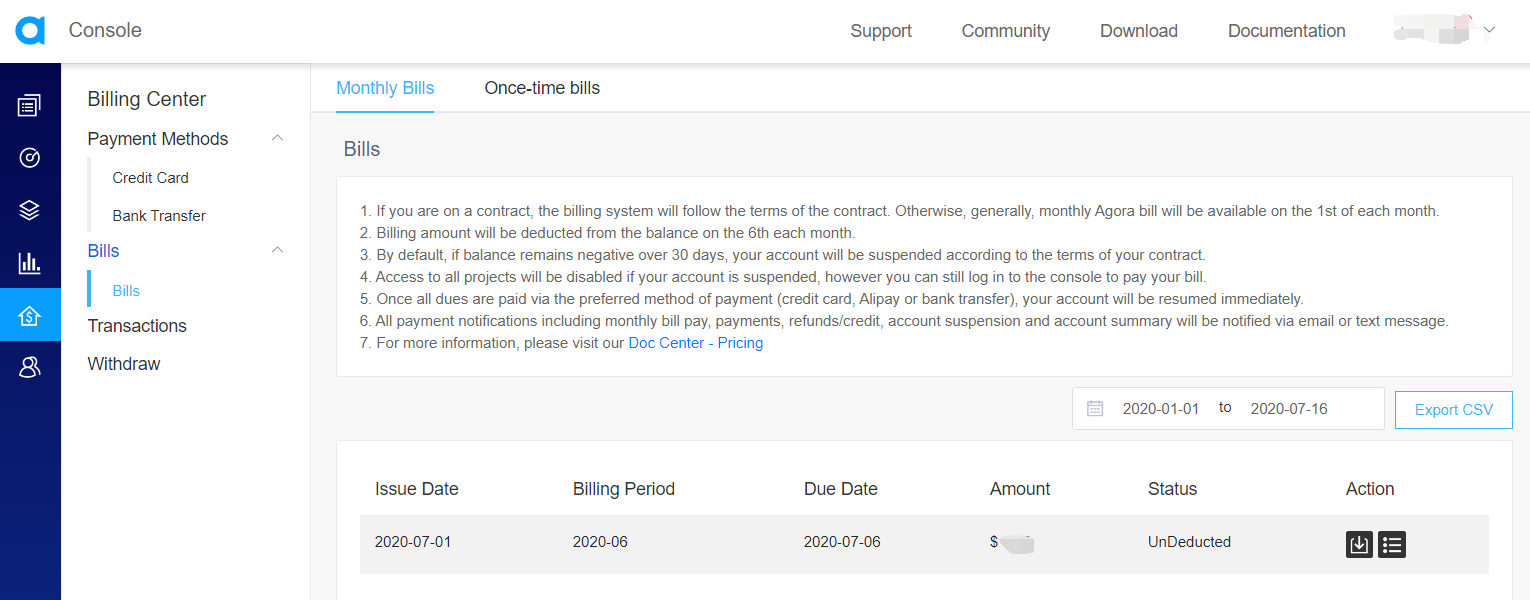 Console
Support
Community
Download
Documentation
Billing Center
Payment Methods
Credit Card
Bank Transfer
Bills
Bills
Transactions
Withdraw
Monthly Bills
Once-time bills
Bills
1. If you are on a contract, the billing system will follow the terms of the contract. Otherwise, generally, monthly Agora bill will be available on the 1st of each month.
2. Billing amount will be deducted from the balance on the 6th each month.
3. By default, if balance remains negative over 30 days, your account will be suspended according to the terms of your contract.
4. Access to all projects will be disabled if your account is suspended, however you can still log in to the console to pay your bill.
5. Once all dues are paid via the preferred method of payment (credit card, Alipay or bank transfer), your account will be resumed immediately.
6. All payment notifications including monthly bill pay, payments, refunds/credit, account suspension and account summary will be notified via email or text message.
7. For more information, please visit our Doc Center - Pricing
2020-01-01 to 2020-07-16
Export CSV
Issue Date Billing Period Due Date Amount Status Action
2020-07-01 2020-06 2020-07-06 $ UnDeducted